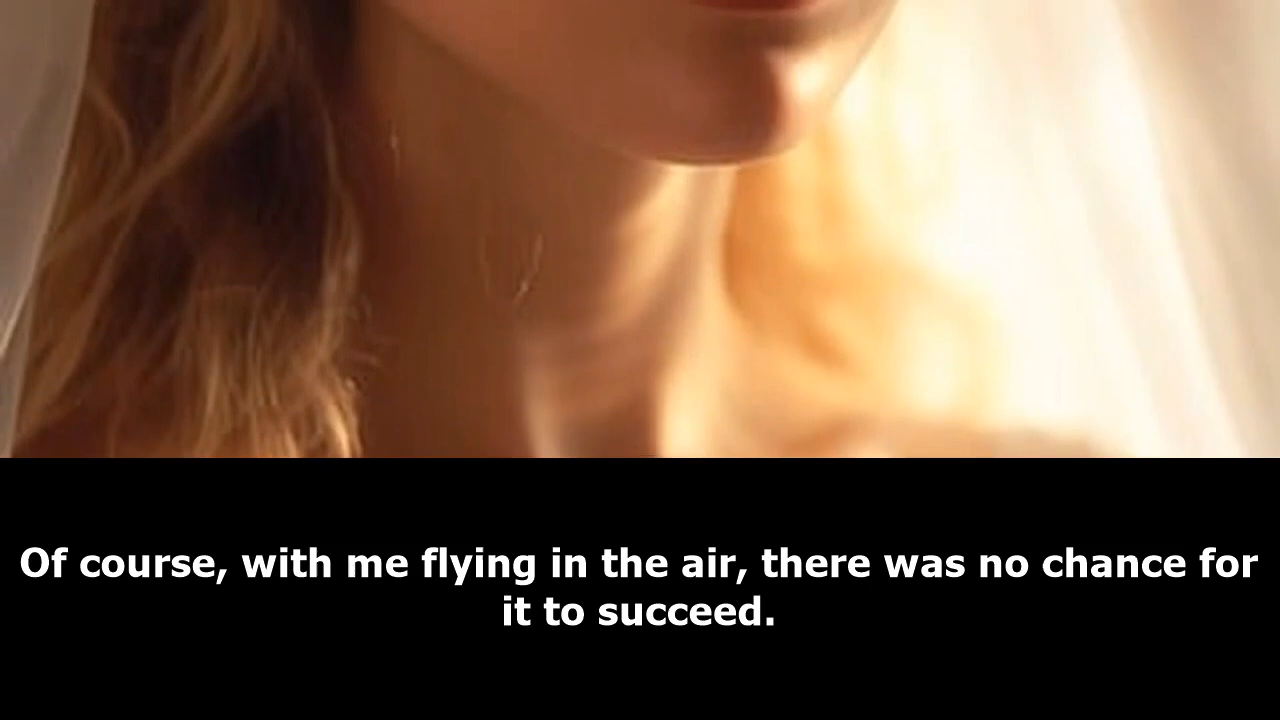 Of course, with me flying in the air, there was no chance for
it to succeed.